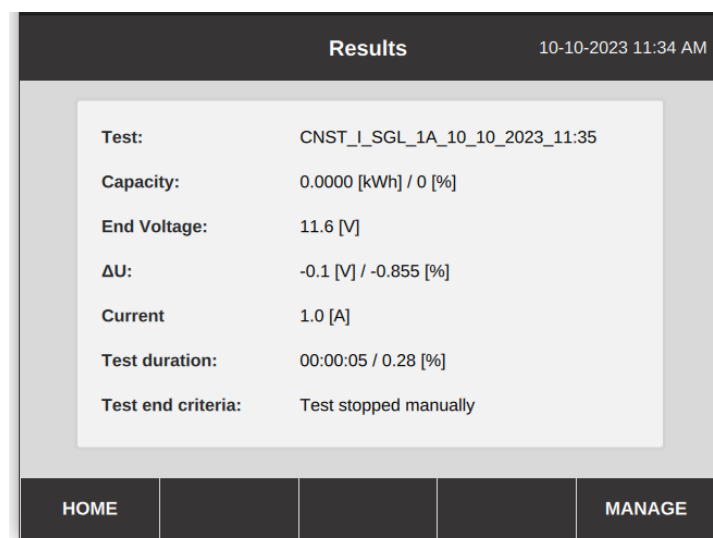 Results 10-10-2023 11:34 AM
Test: CNST_I_SGL_1A_10_10_2023_11:35
Capacity: 0.0000 [kWh] / 0 [%]
End Voltage: 11.6 [V]
ΔU: -0.1 [V] / -0.855 [%]
Current 1.0 [A]
Test duration: 00:00:05 / 0.28 [%]
Test end criteria: Test stopped manually
HOME MANAGE